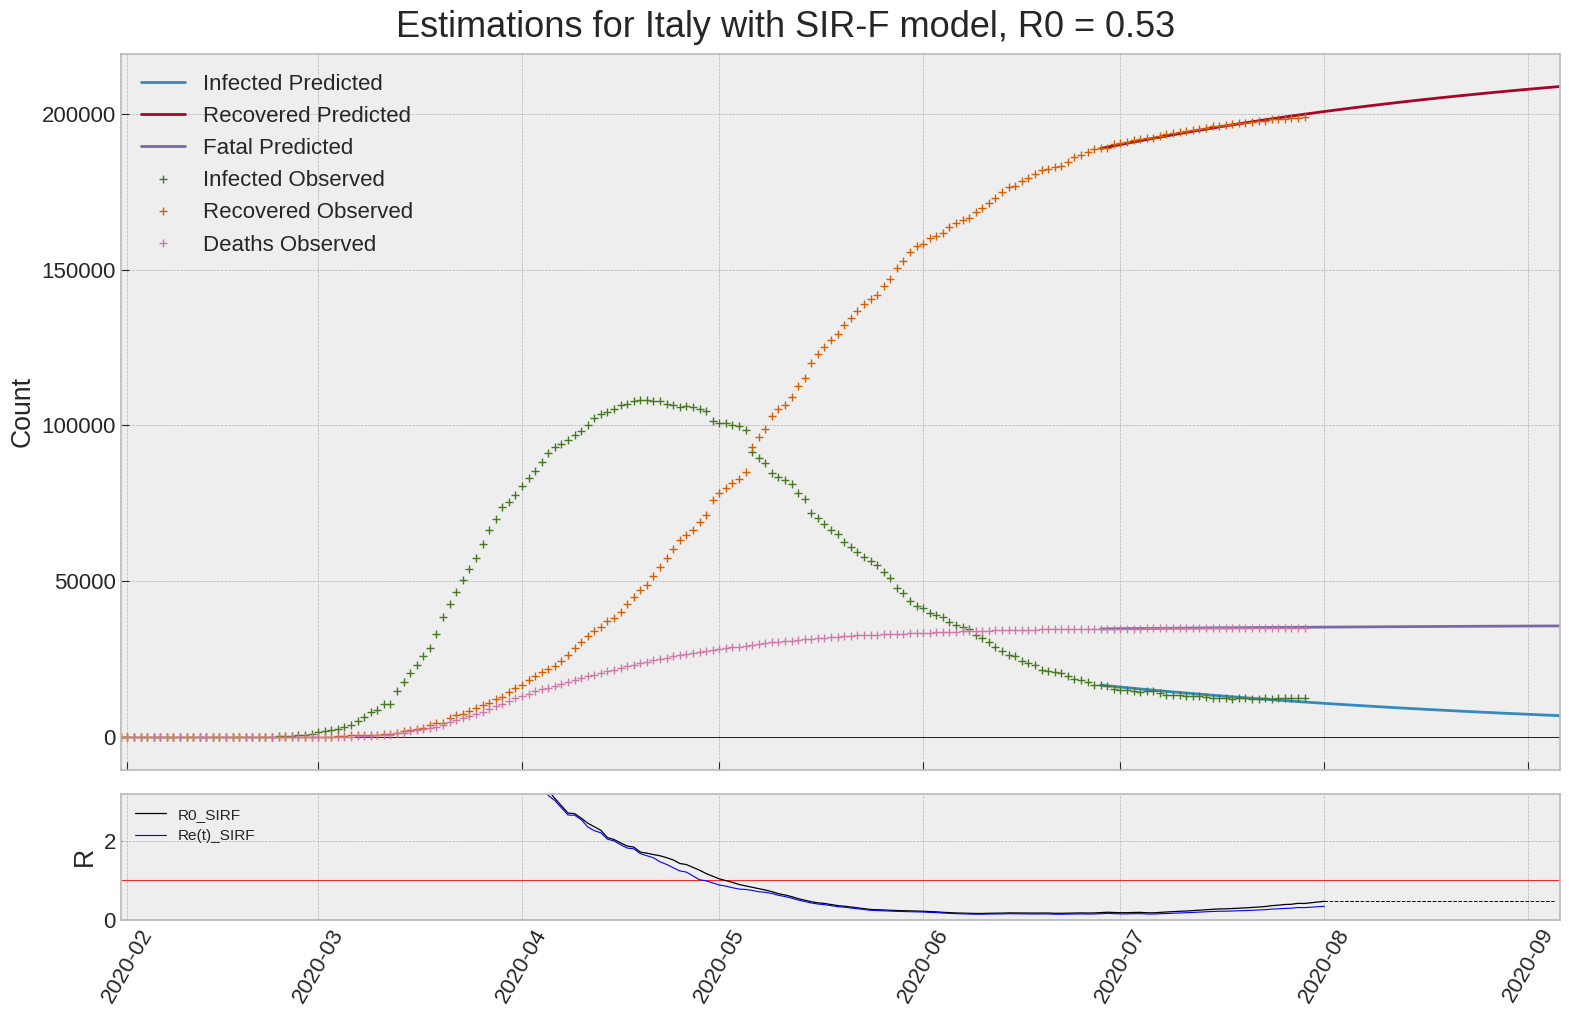 Estimations for Italy with SIR-F model, R0 = 0.53
Infected Predicted
Recovered Predicted
Fatal Predicted
Infected Observed
Recovered Observed
Deaths Observed
200000
150000
100000
50000
0
Count
R0_SIRF
Re(t)_SIRF
2
0
R
2020-02
2020-03
2020-04
2020-05
2020-06
2020-07
2020-08
2020-09